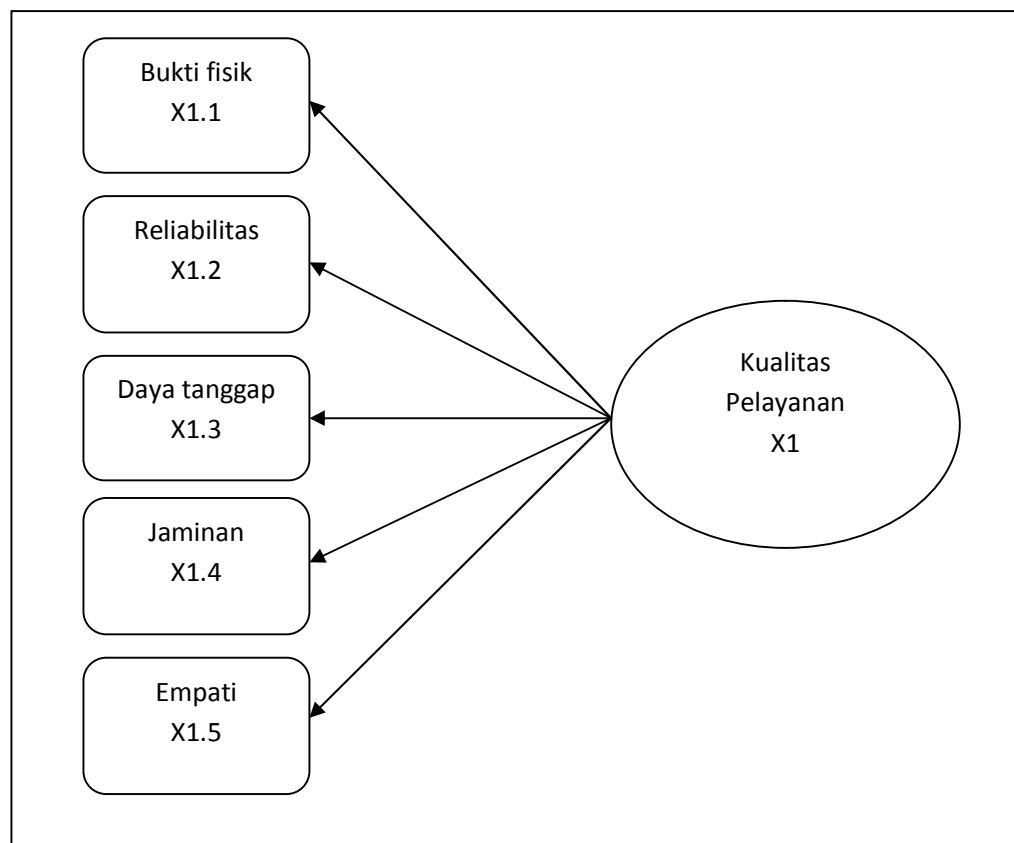 Bukti fisik
X1.1
Reliabilitas
X1.2
Daya tanggap
X1.3
Jaminan
X1.4
Empati
X1.5
Kualitas
Pelayanan
X1